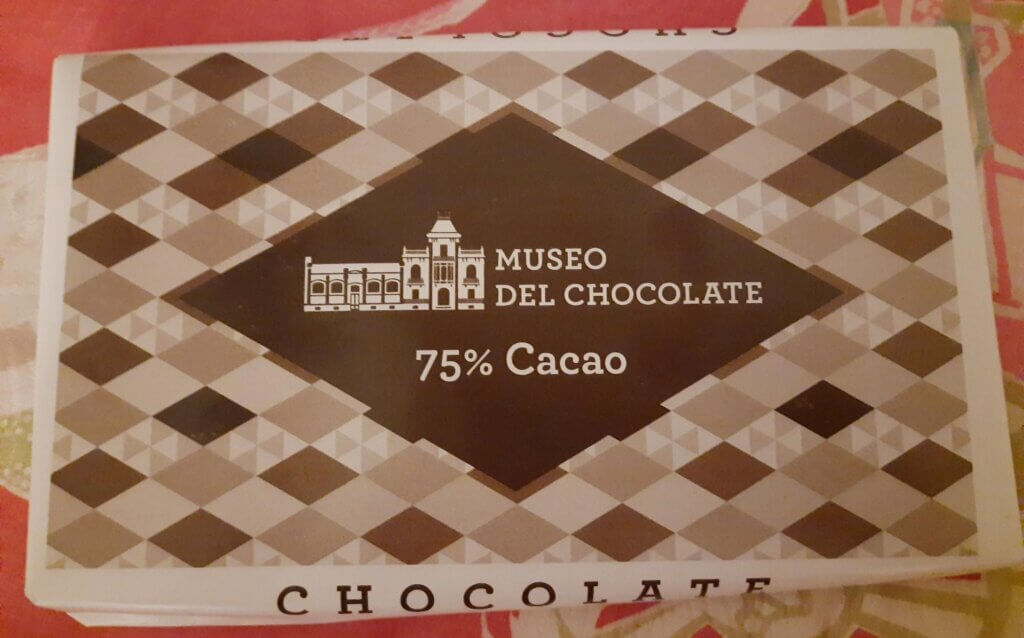 MUSEO
DEL CHOCOLATE
75% Cacao
CHOCOLATE